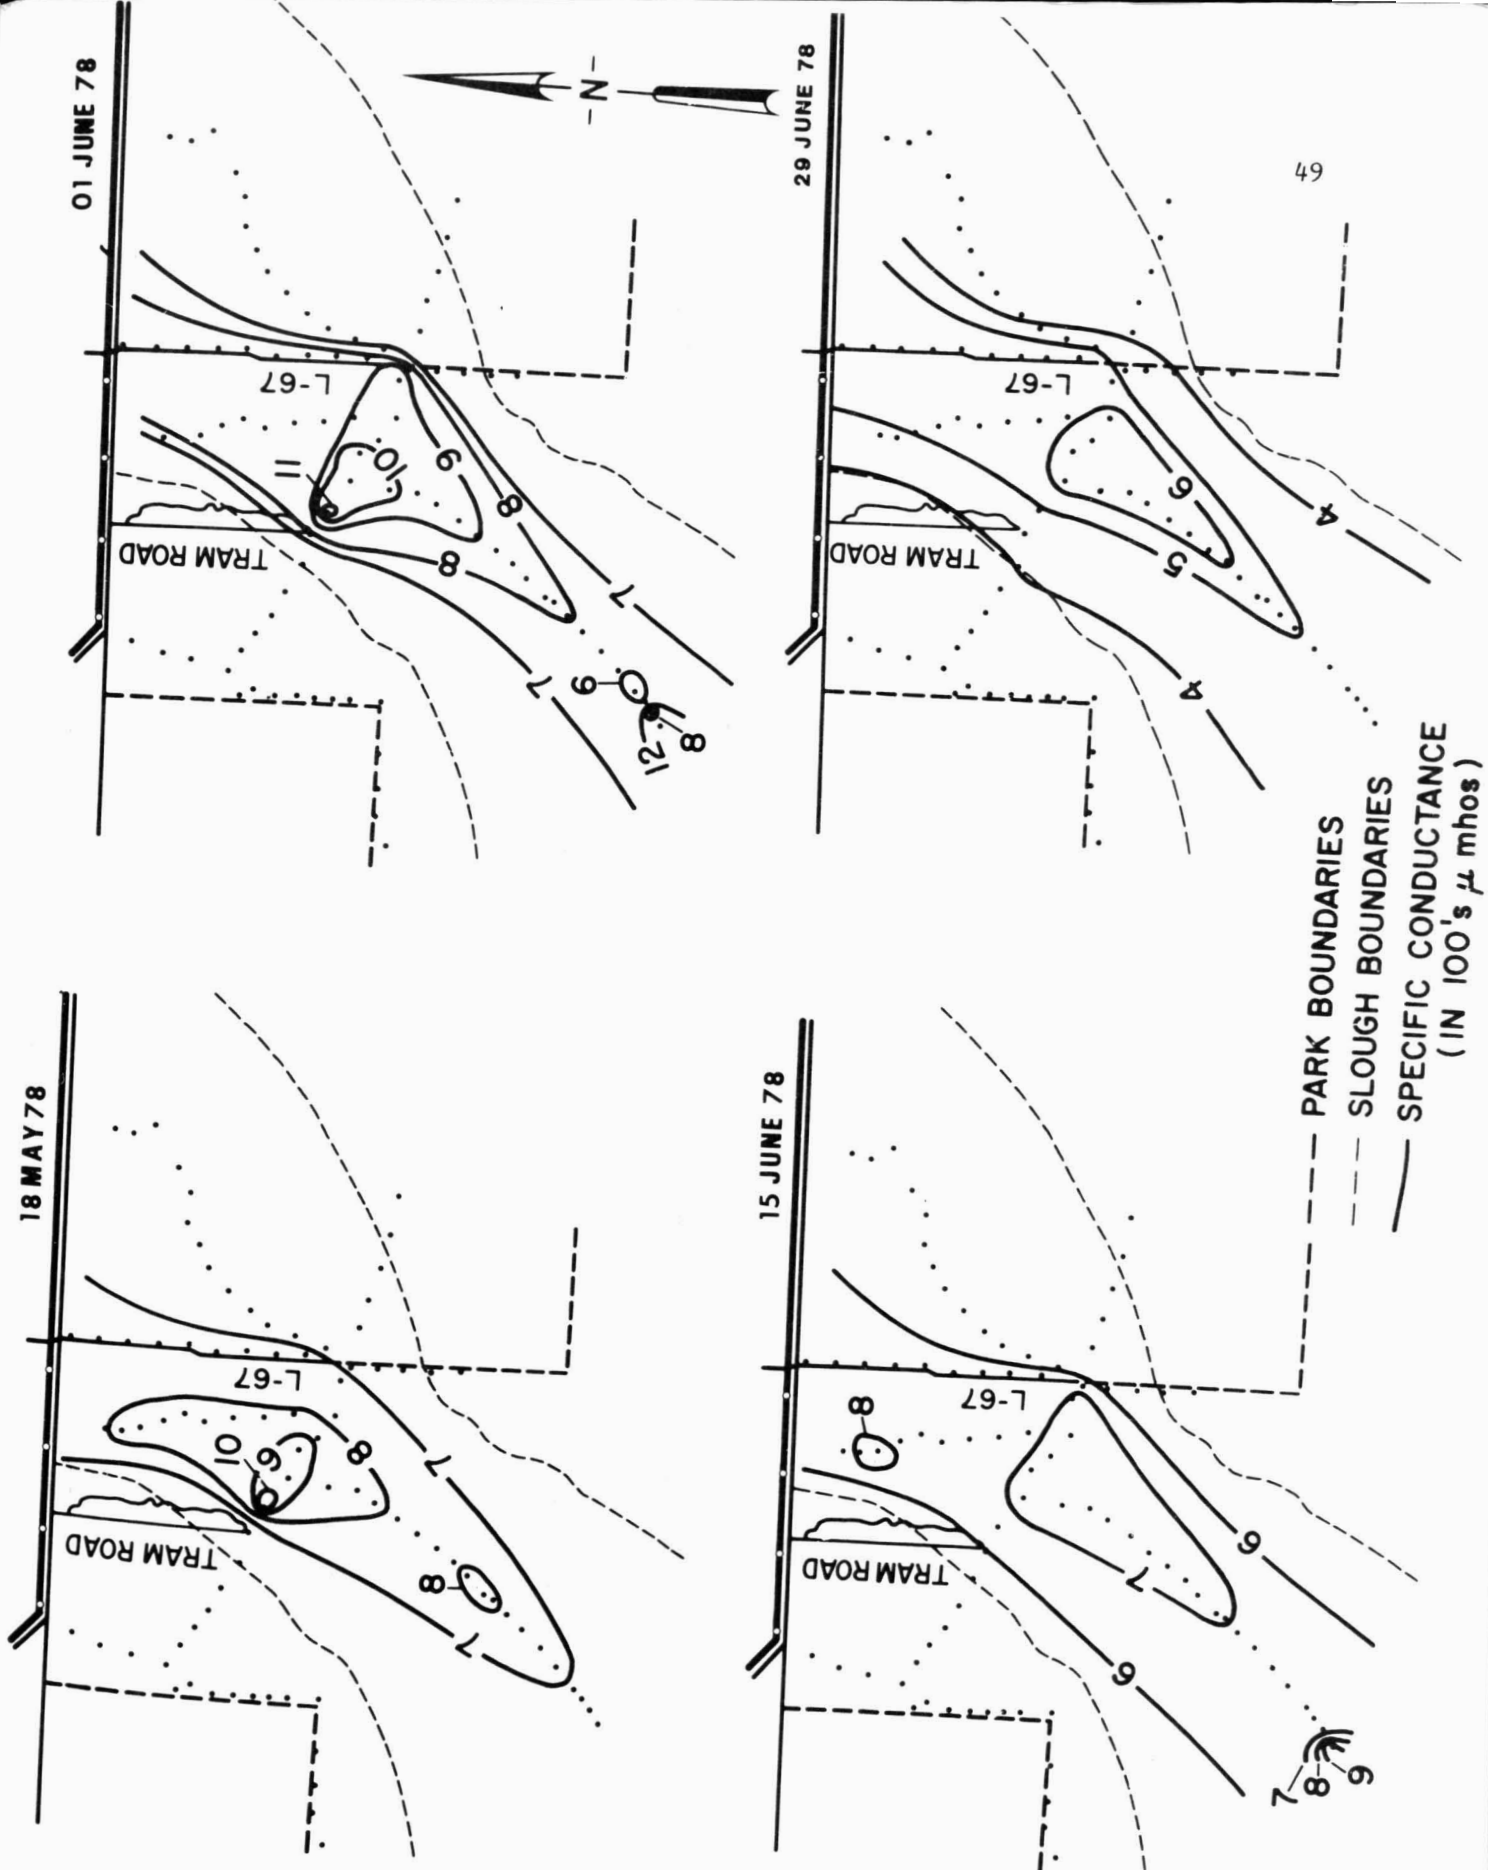 18 MAY 78
L-67
10
9
8
7
TRAM ROAD
8
7
01 JUNE 78
N
L-67
11
10
9
8
TRAM ROAD
8
7
7
9
12
8
15 JUNE 78
8
L-67
TRAM ROAD
7
6
6
7
8
9
29 JUNE 78
L-67
TRAM ROAD
6
5
4
4
PARK BOUNDARIES
SLOUGH BOUNDARIES
SPECIFIC CONDUCTANCE
(IN 100's μ mhos)
49